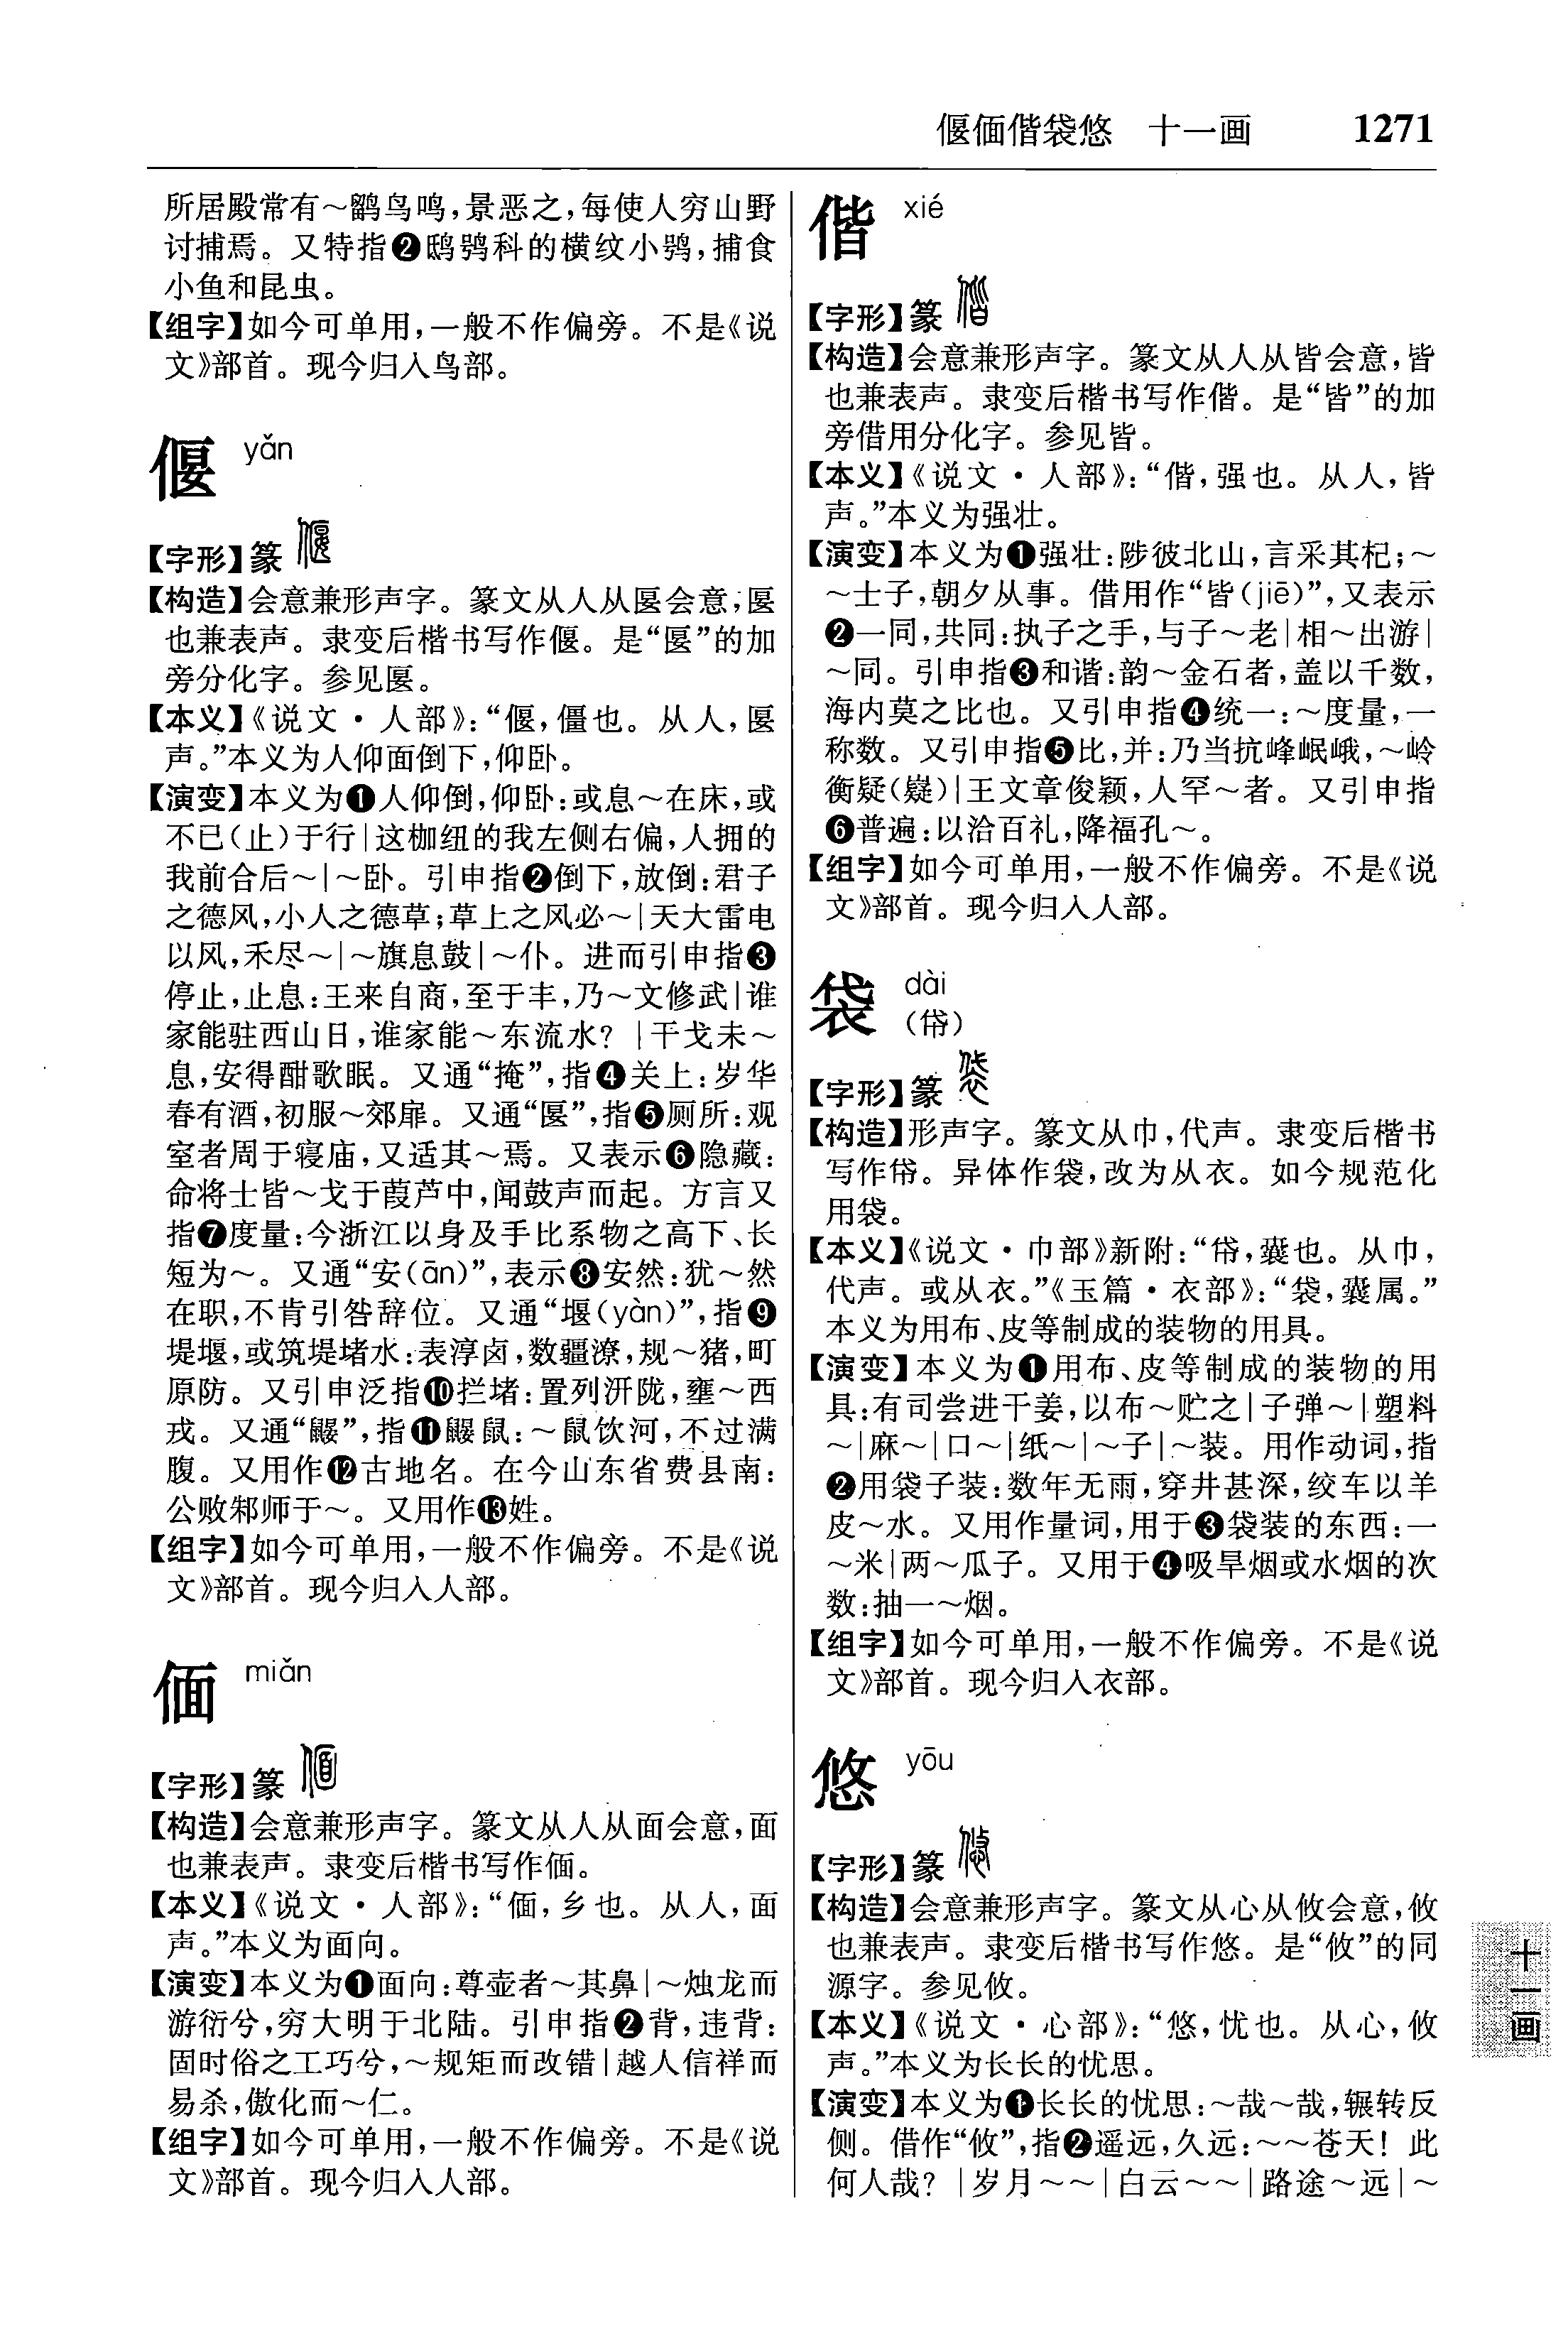 偃偭偕袋悠　十一画　1271
所居殿常有～鹠鸟鸣,景恶之,每使人穷山野
讨捕焉。又特指❷鸱鸮科的横纹小鸮,捕食
小鱼和昆虫。
【组字】如今可单用,一般不作偏旁。不是《说
文》部首。现今归入鸟部。
偃 yǎn
【字形】篆
【构造】会意兼形声字。篆文从人从匽会意,匽
也兼表声。隶变后楷书写作偃。是“匽”的加
旁分化字。参见匽。
【本义】《说文·人部》:“偃,僵也。从人,匽
声。”本义为人仰面倒下,仰卧。
【演变】本义为❶人仰倒,仰卧:或息～在床,或
不已(止)于行|这枷纽的我左侧右偏,人拥的
我前合后～|～卧。引申指❷倒下,放倒:君子
之德风,小人之德草;草上之风必～|天大雷电
以风,禾尽～|～旗息鼓|～仆。进而引申指❸
停止,止息:王来自商,至于丰,乃～文修武|谁
家能驻西山日,谁家能～东流水?|干戈未～
息,安得酣歌眠。又通“掩”,指❹关上:岁华
春有酒,初服～郊扉。又通“匽”,指❺厕所:观
室者周于寝庙,又适其～焉。又表示❻隐藏:
命将士皆～戈于葭芦中,闻鼓声而起。方言又
指❼度量:今浙江以身及手比系物之高下、长
短为～。又通“安(ān)”,表示❽安然:犹～然
在职,不肯引咎辞位。又通“堰(yàn)”,指❾
堤堰,或筑堤堵水:表淳卤,数疆潦,规～猪,町
原防。又引申泛指❿拦堵:置列汧陇,壅～西
戎。又通“鼹”,指⓫鼹鼠:～鼠饮河,不过满
腹。又用作⓬古地名。在今山东省费县南:
公败邾师于～。又用作⓭姓。
【组字】如今可单用,一般不作偏旁。不是《说
文》部首。现今归入人部。
偭 miǎn
【字形】篆
【构造】会意兼形声字。篆文从人从面会意,面
也兼表声。隶变后楷书写作偭。
【本义】《说文·人部》:“偭,乡也。从人,面
声。”本义为面向。
【演变】本义为❶面向:尊壶者～其鼻|～烛龙而
游衍兮,穷大明于北陆。引申指❷背,违背:
固时俗之工巧兮,～规矩而改错|越人信祥而
易杀,傲化而～仁。
【组字】如今可单用,一般不作偏旁。不是《说
文》部首。现今归入人部。
偕 xié
【字形】篆
【构造】会意兼形声字。篆文从人从皆会意,皆
也兼表声。隶变后楷书写作偕。是“皆”的加
旁借用分化字。参见皆。
【本义】《说文·人部》:“偕,强也。从人,皆
声。”本义为强壮。
【演变】本义为❶强壮:陟彼北山,言采其杞;～
～士子,朝夕从事。借用作“皆(jiē)”,又表示
❷一同,共同:执子之手,与子～老|相～出游|
～同。引申指❸和谐:韵～金石者,盖以千数,
海内莫之比也。又引申指❹统一:～度量,一
称数。又引申指❺比,并:乃当抗峰岷峨,～岭
衡疑(嶷)|王文章俊颖,人罕～者。又引申指
❻普遍:以洽百礼,降福孔～。
【组字】如今可单用,一般不作偏旁。不是《说
文》部首。现今归入人部。
袋 dài
(帒)
【字形】篆
【构造】形声字。篆文从巾,代声。隶变后楷书
写作帒。异体作袋,改为从衣。如今规范化
用袋。
【本义】《说文·巾部》新附:“帒,囊也。从巾,
代声。或从衣。”《玉篇·衣部》:“袋,囊属。”
本义为用布、皮等制成的装物的用具。
【演变】本义为❶用布、皮等制成的装物的用
具:有司尝进干姜,以布～贮之|子弹～|塑料
～|麻～|口～|纸～|～子|～装。用作动词,指
❷用袋子装:数年无雨,穿井甚深,绞车以羊
皮～水。又用作量词,用于❸袋装的东西:一
～米|两～瓜子。又用于❹吸旱烟或水烟的次
数:抽一～烟。
【组字】如今可单用,一般不作偏旁。不是《说
文》部首。现今归入衣部。
悠 yōu
【字形】篆
【构造】会意兼形声字。篆文从心从攸会意,攸
也兼表声。隶变后楷书写作悠。是“攸”的同
源字。参见攸。
【本义】《说文·心部》:“悠,忧也。从心,攸
声。”本义为长长的忧思。
【演变】本义为❶长长的忧思:～哉～哉,辗转反
侧。借作“攸”,指❷遥远,久远:～～苍天!此
何人哉?|岁月～～|白云～～|路途～远|～
十一画